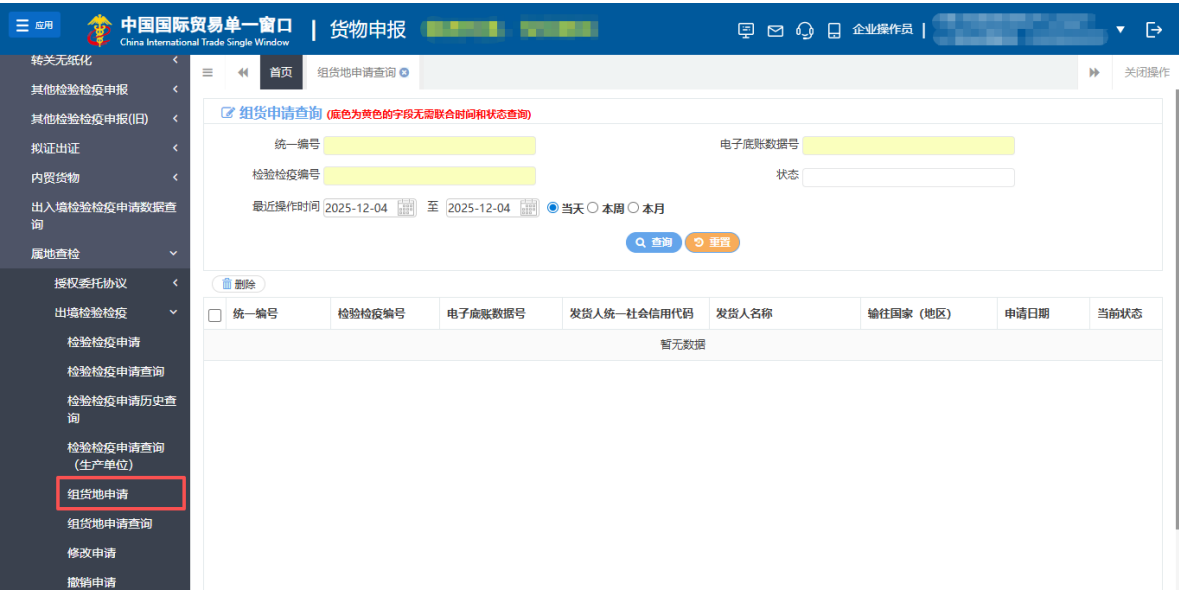 应用
中国国际贸易单一窗口 | 货物申报
China International Trade Single Window
企业操作员 |
转关无纸化
其他检验检疫申报
其他检验检疫申报(旧)
拟证出证
内贸货物
出入境检验检疫申请数据查
询
属地查检
授权委托协议
出境检验检疫
检验检疫申请
检验检疫申请查询
检验检疫申请历史查
询
检验检疫申请查询
（生产单位）
组货地申请
组货地申请查询
修改申请
撤销申请
首页 组货地申请查询 关闭操作
组货申请查询 (底色为黄色的字段无需联合时间和状态查询)
统一编号 电子底账数据号
检验检疫编号 状态
最近操作时间 2025-12-04 至 2025-12-04 当天 本周 本月
查询 重置
删除
统一编号 检验检疫编号 电子底账数据号 发货人统一社会信用代码 发货人名称 输往国家（地区） 申请日期 当前状态
暂无数据